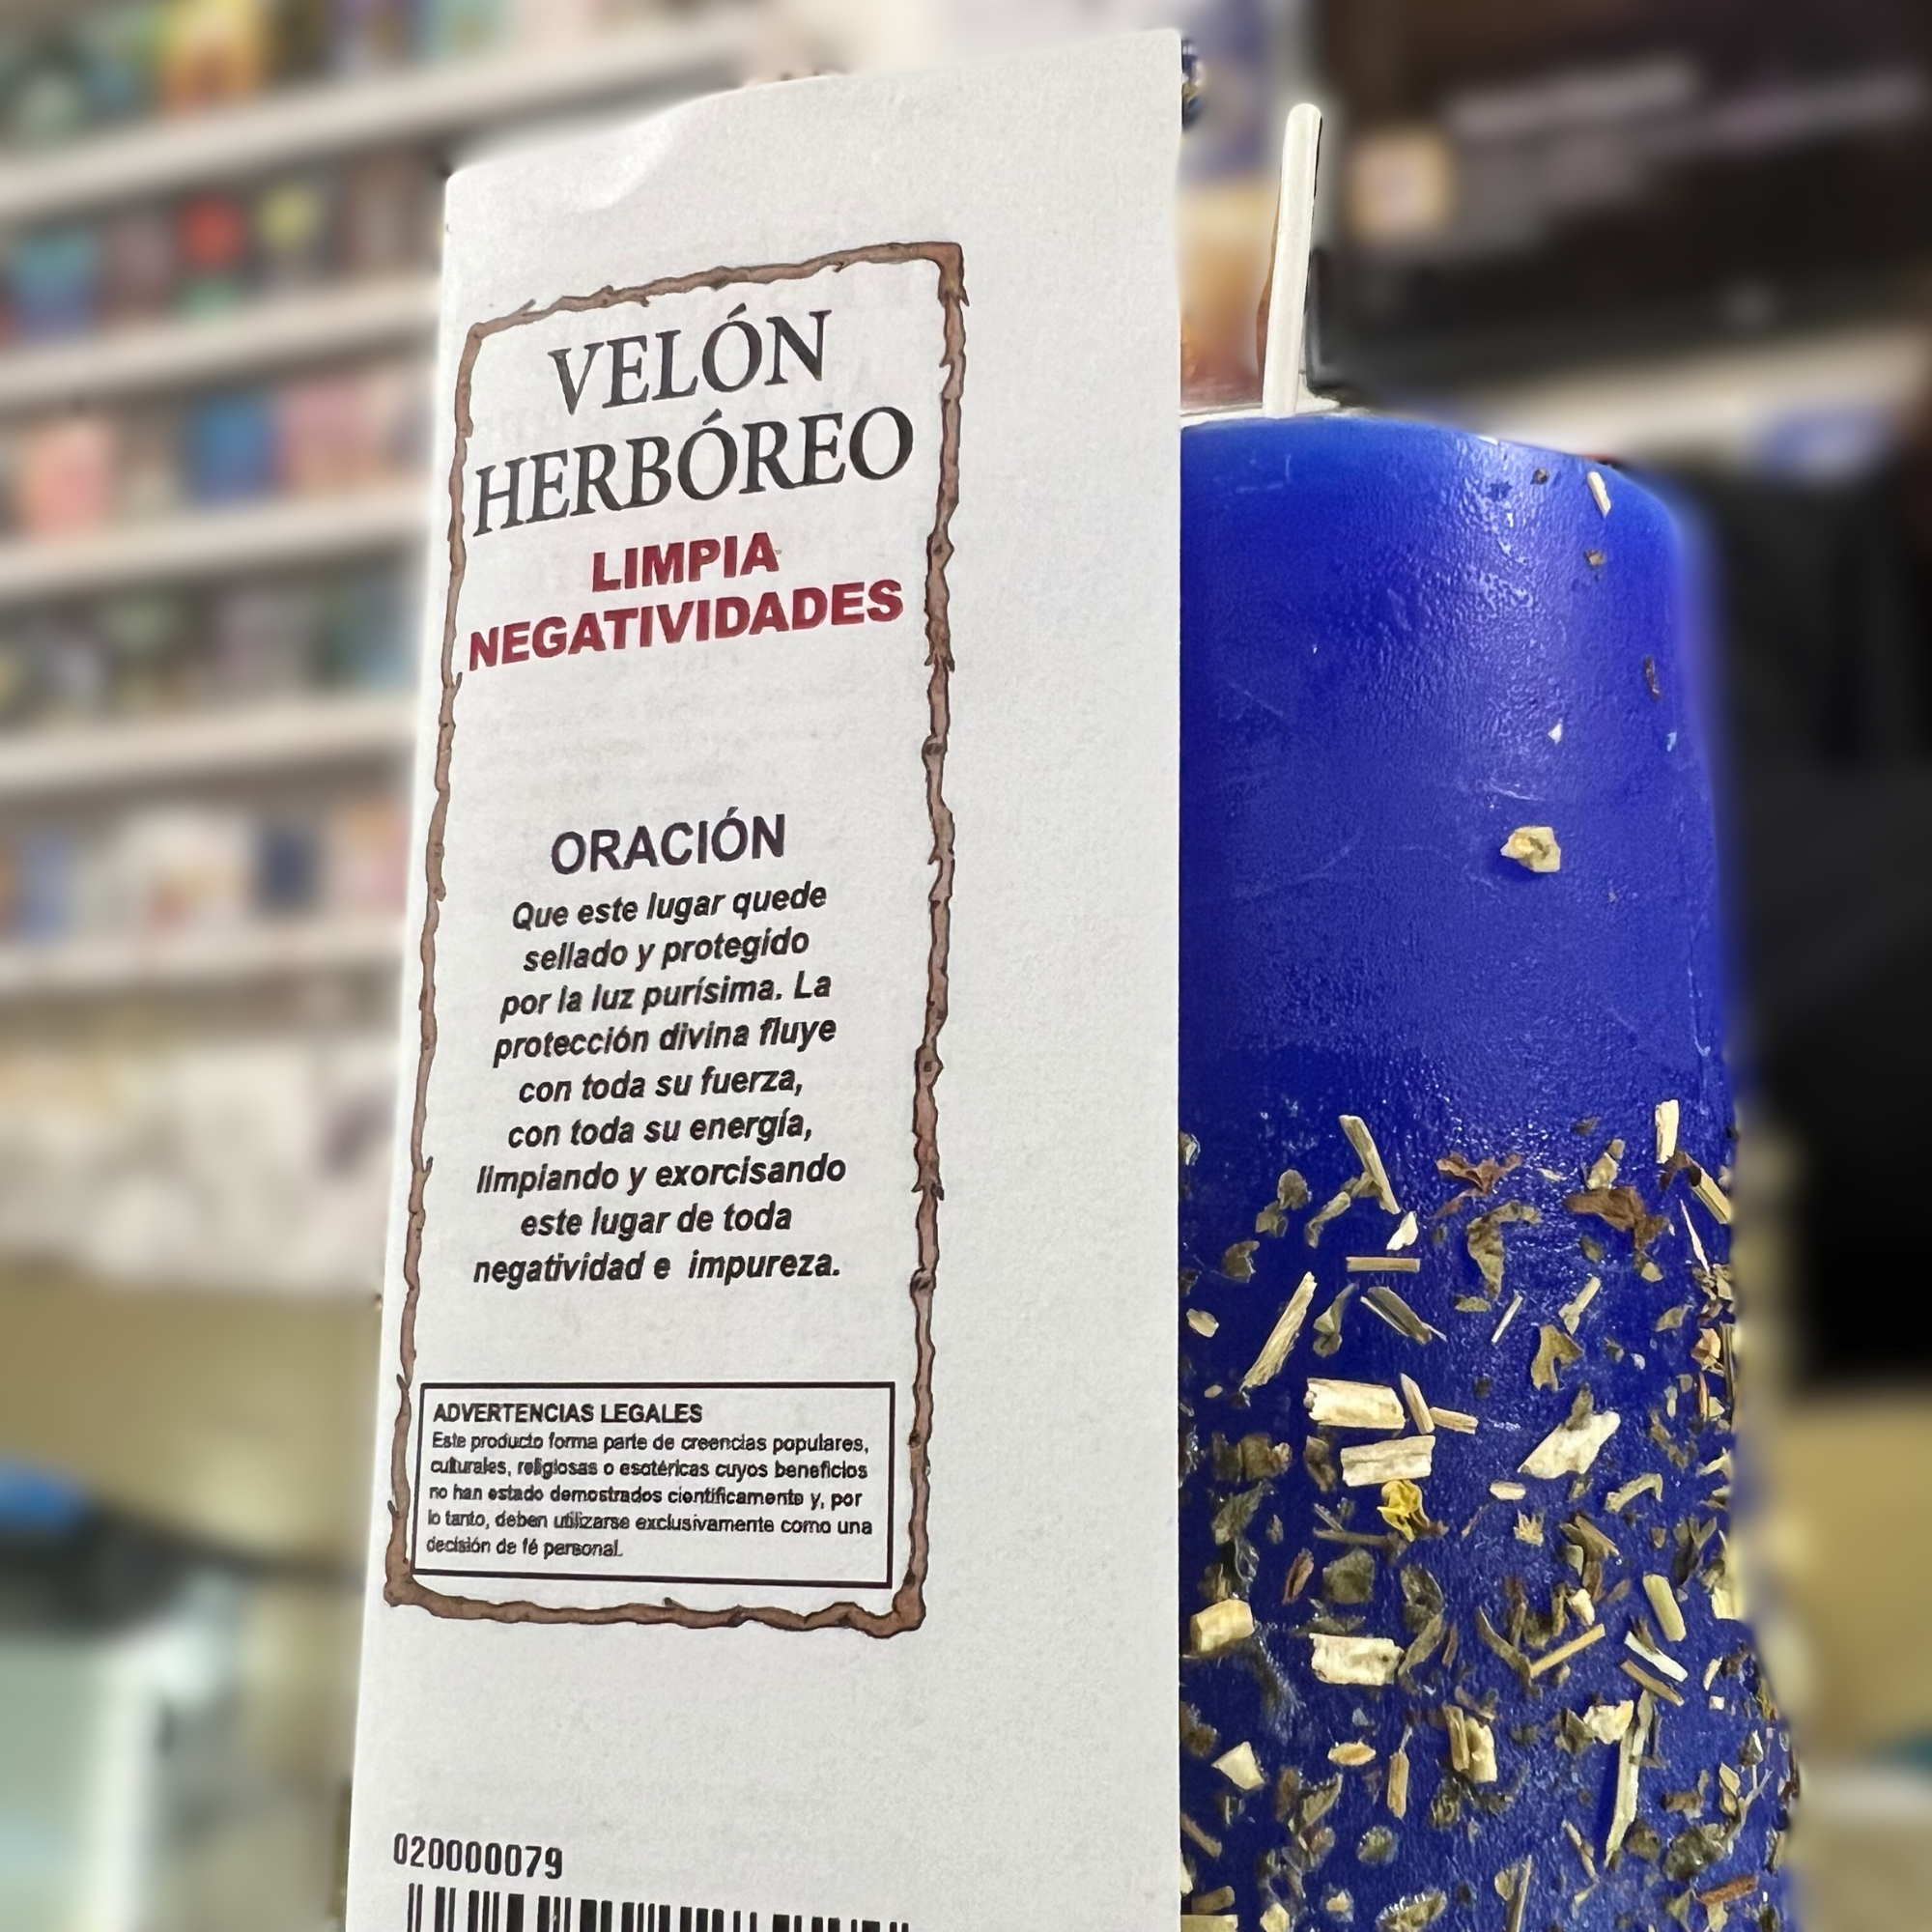 VELÓN
HERBÓREO
LIMPIA
NEGATIVIDADES
ORACIÓN
Que este lugar quede
sellado y protegido
por la luz purísima. La
protección divina fluye
con toda su fuerza,
con toda su energía,
limpiando y exorcisando
este lugar de toda
negatividad e impureza.
ADVERTENCIAS LEGALES
Este producto forma parte de creencias populares,
culturales, religiosas o esotéricas cuyos beneficios
no han estado demostrados científicamente y, por
lo tanto, deben utilizarse exclusivamente como una
decisión de fé personal.
020000079